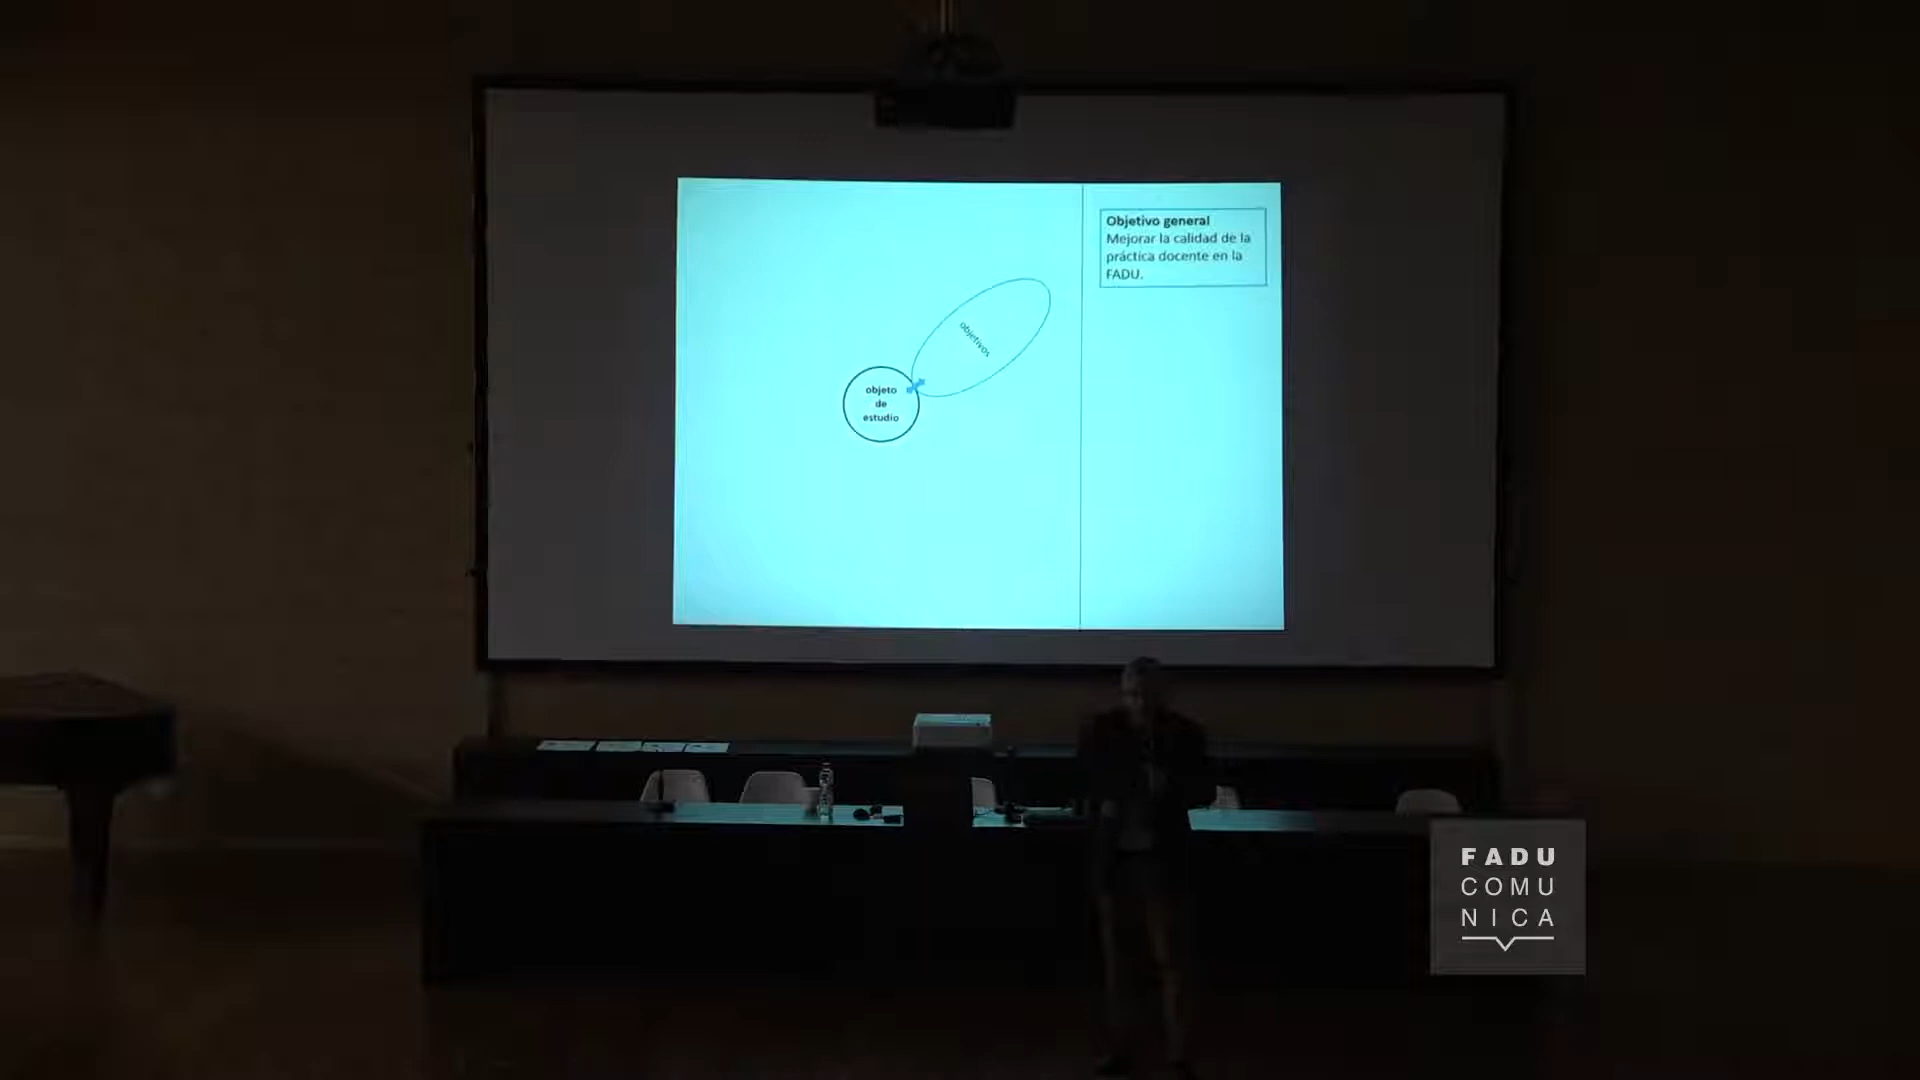 Objetivo general
Mejorar la calidad de la
práctica docente en la
FADU.
objetivos
objeto
de
estudio
FADU
COMU
NICA